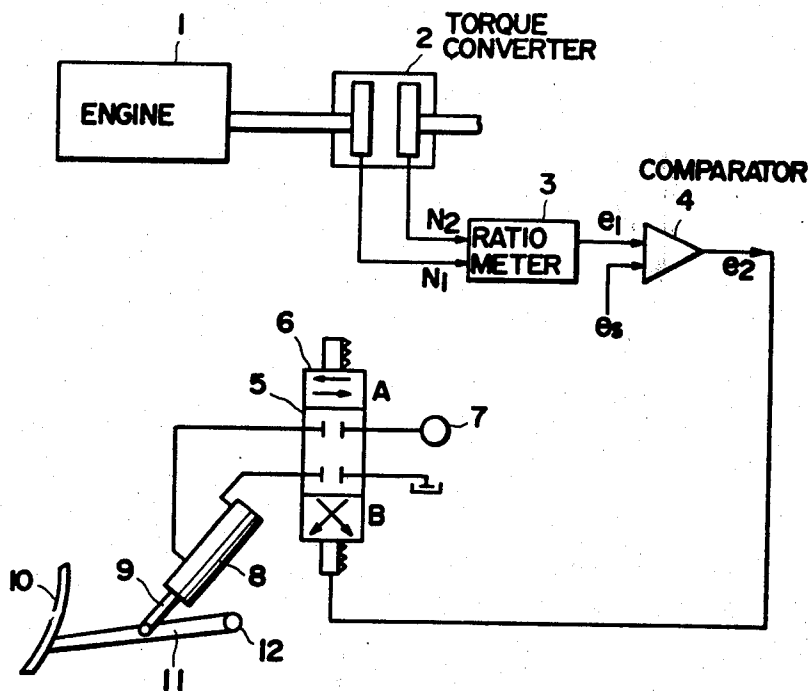 1
2 TORQUE
CONVERTER
ENGINE
COMPARATOR
4
3
N2
RATIO
METER
e1
N1
e2
es
6
5
A
7
B
8
9
10
11
12